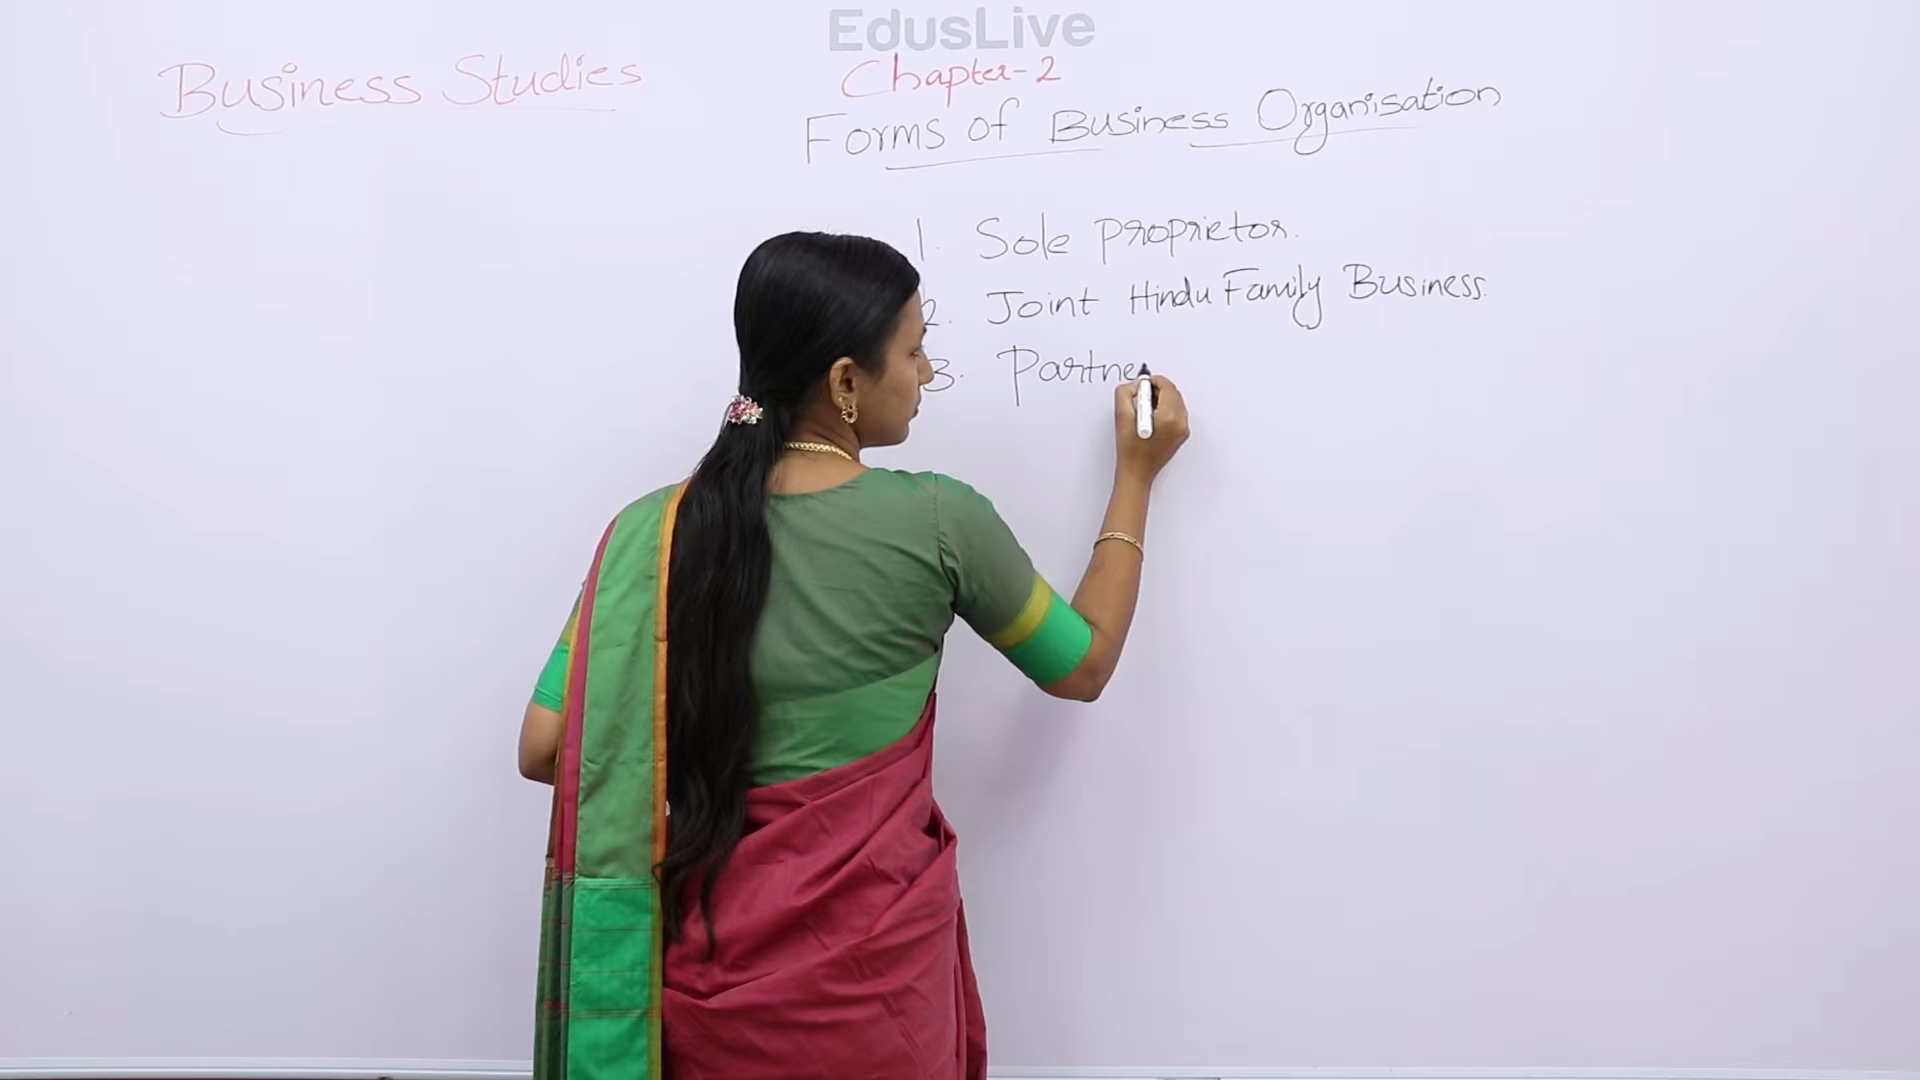 EdusLive
Business Studies
Chapter-2
Forms of Business Organisation
1. Sole proprietor.
2. Joint Hindu Family Business.
3. Partne